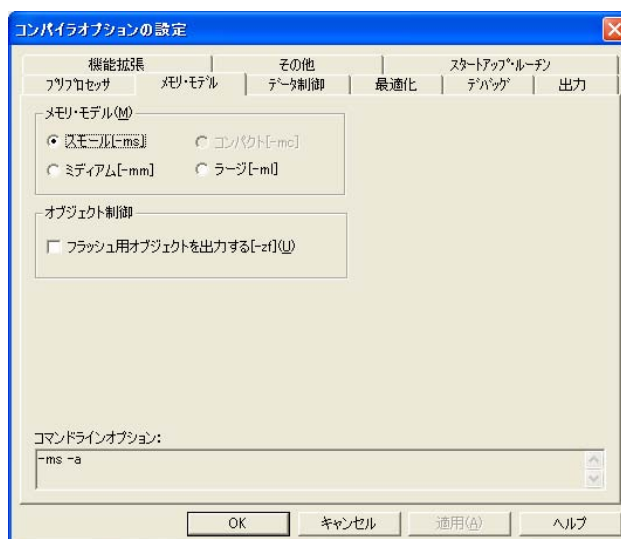 コンパイラオプションの設定
機能拡張 その他 スタートアップ・ルーチン
プリプロセッサ メモリ・モデル データ制御 最適化 デバッグ 出力
メモリ・モデル(M)
スモール[-ms] コンパクト[-mc]
ミディアム[-mm] ラージ[-ml]
オブジェクト制御
フラッシュ用オブジェクトを出力する[-zf](U)
コマンドラインオプション:
-ms -a
OK キャンセル 適用(A) ヘルプ